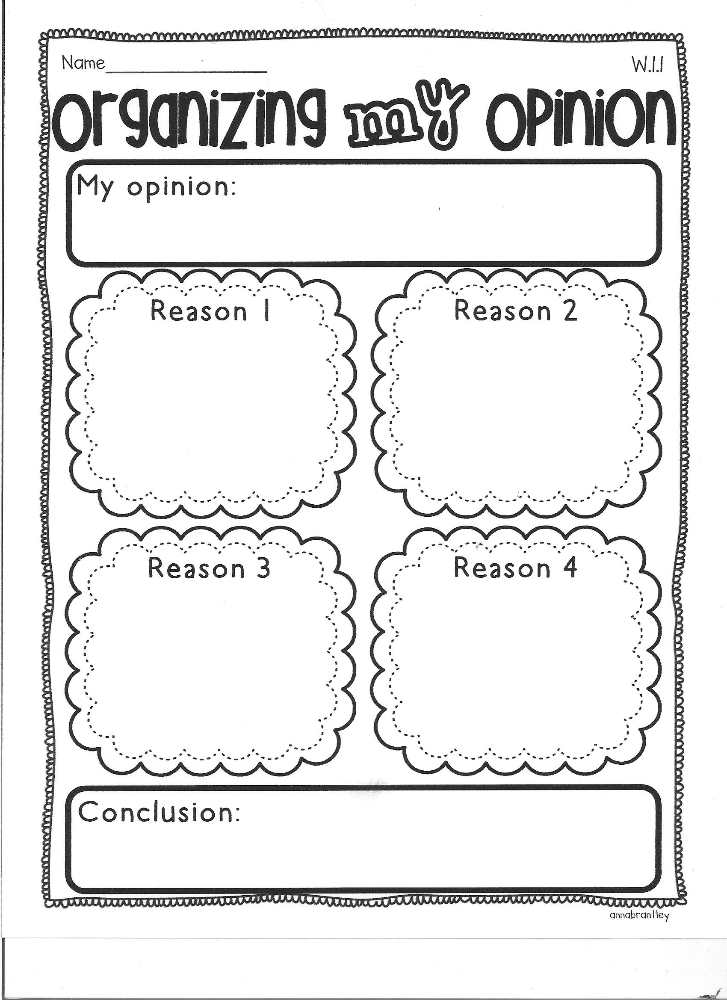 Name
W.1.1
organizing my opinion
My opinion:
Reason 1
Reason 2
Reason 3
Reason 4
Conclusion:
annabrantley